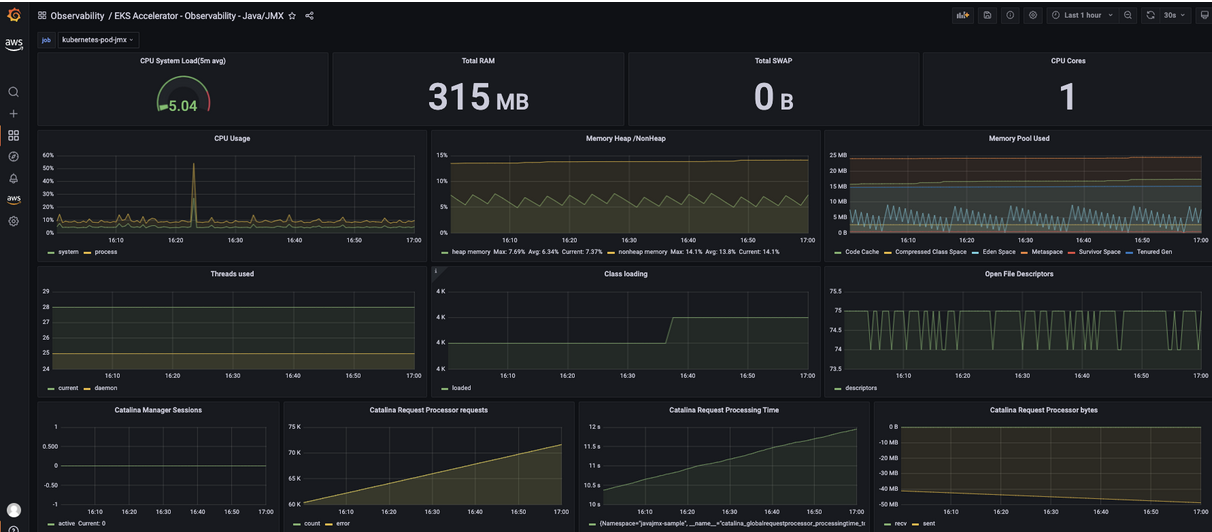 Observability / EKS Accelerator - Observability - Java/JMX
Last 1 hour
30s
aws
job kubernetes-pod-jmx
CPU System Load(5m avg)
5.04
Total RAM
315 MB
Total SWAP
0 B
CPU Cores
1
CPU Usage
60%
50%
40%
30%
20%
10%
0%
16:10 16:20 16:30 16:40 16:50 17:00
system process
Memory Heap /NonHeap
15%
10%
5%
0%
16:10 16:20 16:30 16:40 16:50 17:00
heap memory Max: 7.69% Avg: 6.34% Current: 7.37% nonheap memory Max: 14.1% Avg: 13.8% Current: 14.1%
Memory Pool Used
25 MB
20 MB
15 MB
10 MB
5 MB
0 B
16:10 16:20 16:30 16:40 16:50 17:00
Code Cache Compressed Class Space Eden Space Metaspace Survivor Space Tenured Gen
aws
Threads used
29
28
27
26
25
24
16:10 16:20 16:30 16:40 16:50 17:00
current daemon
Class loading
4 K
4 K
4 K
4 K
16:10 16:20 16:30 16:40 16:50 17:00
loaded
Open File Descriptors
75.5
75
74.5
74
73.5
16:10 16:20 16:30 16:40 16:50 17:00
descriptors
Catalina Manager Sessions
1
0.500
0
-0.50
-1
16:10 16:20 16:30 16:40 16:50 17:00
active Current: 0
Catalina Request Processor requests
75 K
70 K
65 K
60 K
16:10 16:20 16:30 16:40 16:50 17:00
count error
Catalina Request Processing Time
12 s
11.5 s
11 s
10.5 s
10 s
16:10 16:20 16:30 16:40 16:50 17:00
{Namespace="javajmx-sample", __name__="catalina_globalrequestprocessor_processingtime_t
Catalina Request Processor bytes
0 B
-10 MB
-20 MB
-30 MB
-40 MB
-50 MB
16:10 16:20 16:30 16:40 16:50 17:00
recv sent